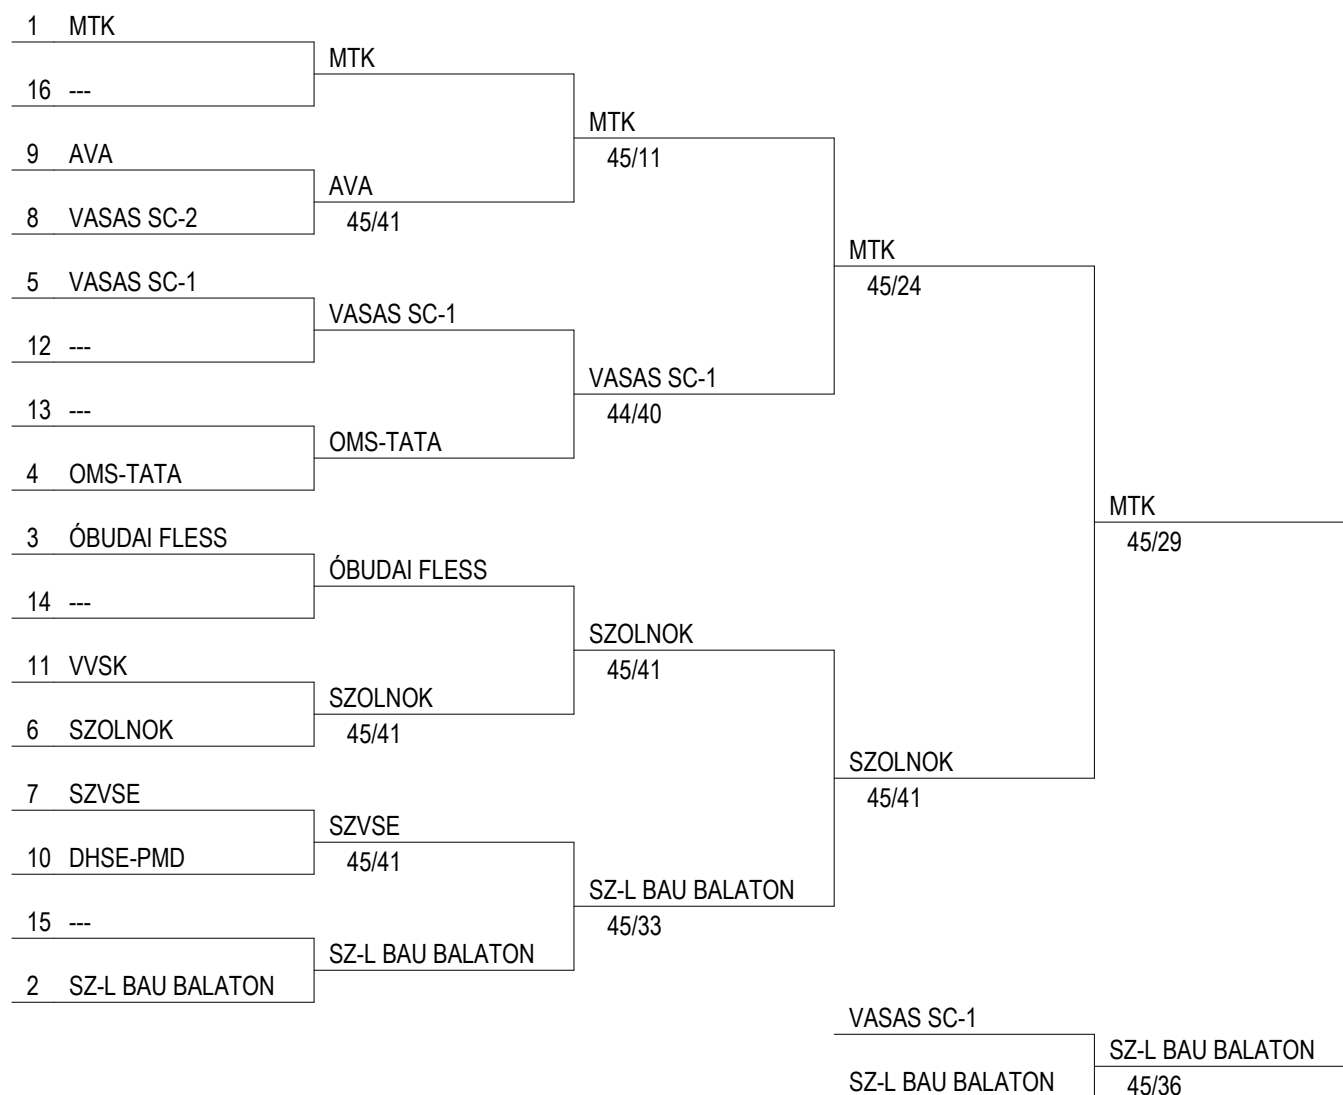 1 MTK
16 ---
9 AVA
8 VASAS SC-2
5 VASAS SC-1
12 ---
13 ---
4 OMS-TATA
3 ÓBUDAI FLESS
14 ---
11 VVSK
6 SZOLNOK
7 SZVSE
10 DHSE-PMD
15 ---
2 SZ-L BAU BALATON
MTK
AVA
45/41
VASAS SC-1
OMS-TATA
ÓBUDAI FLESS
SZOLNOK
45/41
SZVSE
45/41
SZ-L BAU BALATON
MTK
45/11
VASAS SC-1
44/40
SZOLNOK
45/41
SZ-L BAU BALATON
45/33
MTK
45/24
SZOLNOK
45/41
MTK
45/29
VASAS SC-1
SZ-L BAU BALATON
SZ-L BAU BALATON
45/36